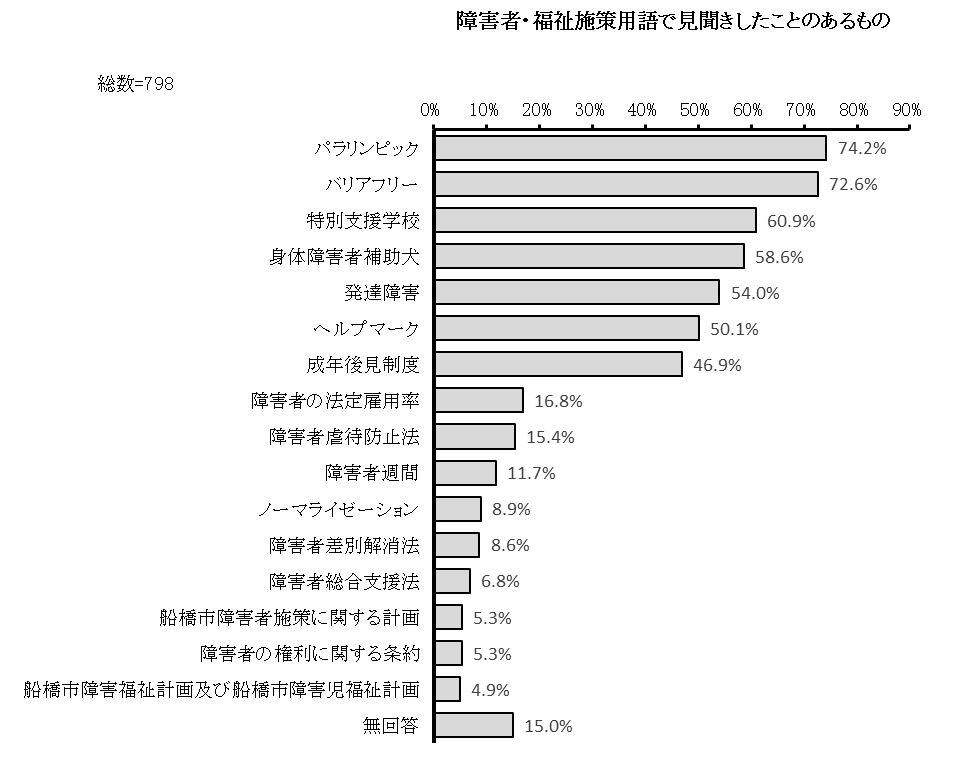 障害者・福祉施策用語で見聞きしたことのあるもの
総数=798
0% 10% 20% 30% 40% 50% 60% 70% 80% 90%
パラリンピック 74.2%
バリアフリー 72.6%
特別支援学校 60.9%
身体障害者補助犬 58.6%
発達障害 54.0%
ヘルプマーク 50.1%
成年後見制度 46.9%
障害者の法定雇用率 16.8%
障害者虐待防止法 15.4%
障害者週間 11.7%
ノーマライゼーション 8.9%
障害者差別解消法 8.6%
障害者総合支援法 6.8%
船橋市障害者施策に関する計画 5.3%
障害者の権利に関する条約 5.3%
船橋市障害福祉計画及び船橋市障害児福祉計画 4.9%
無回答 15.0%